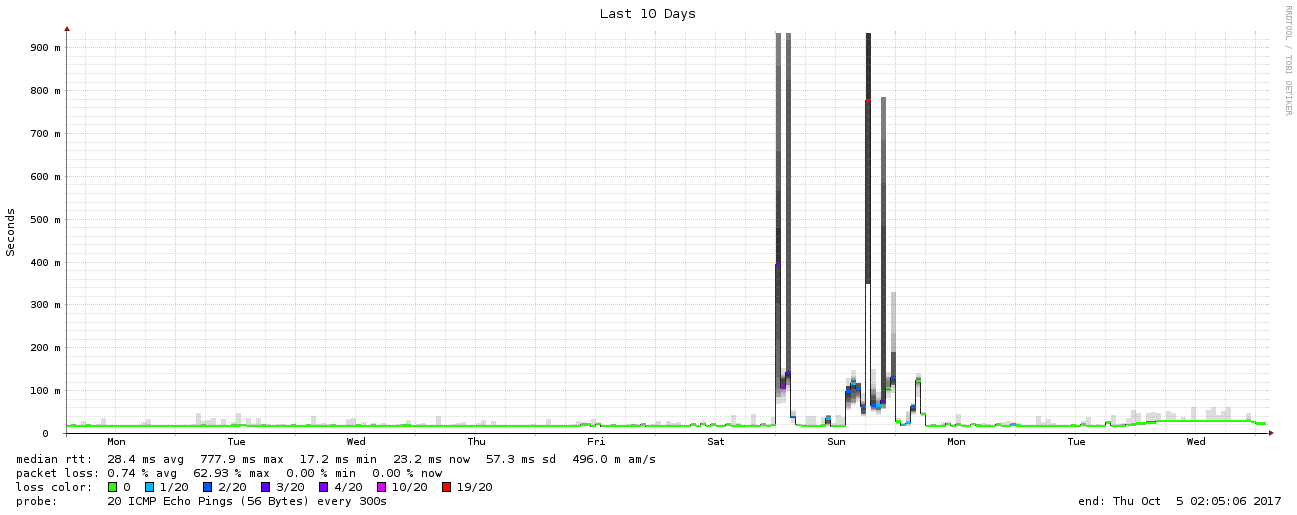 Last 10 Days
RRDTOOL / TOBI OETIKER
Seconds
900 m
800 m
700 m
600 m
500 m
400 m
300 m
200 m
100 m
0
Mon Tue Wed Thu Fri Sat Sun Mon Tue Wed
median rtt: 28.4 ms avg 777.9 ms max 17.2 ms min 23.2 ms now 57.3 ms sd 496.0 m am/s
packet loss: 0.74 % avg 62.93 % max 0.00 % min 0.00 % now
loss color: 0 1/20 2/20 3/20 4/20 10/20 19/20
probe: 20 ICMP Echo Pings (56 Bytes) every 300s end: Thu Oct 5 02:05:06 2017